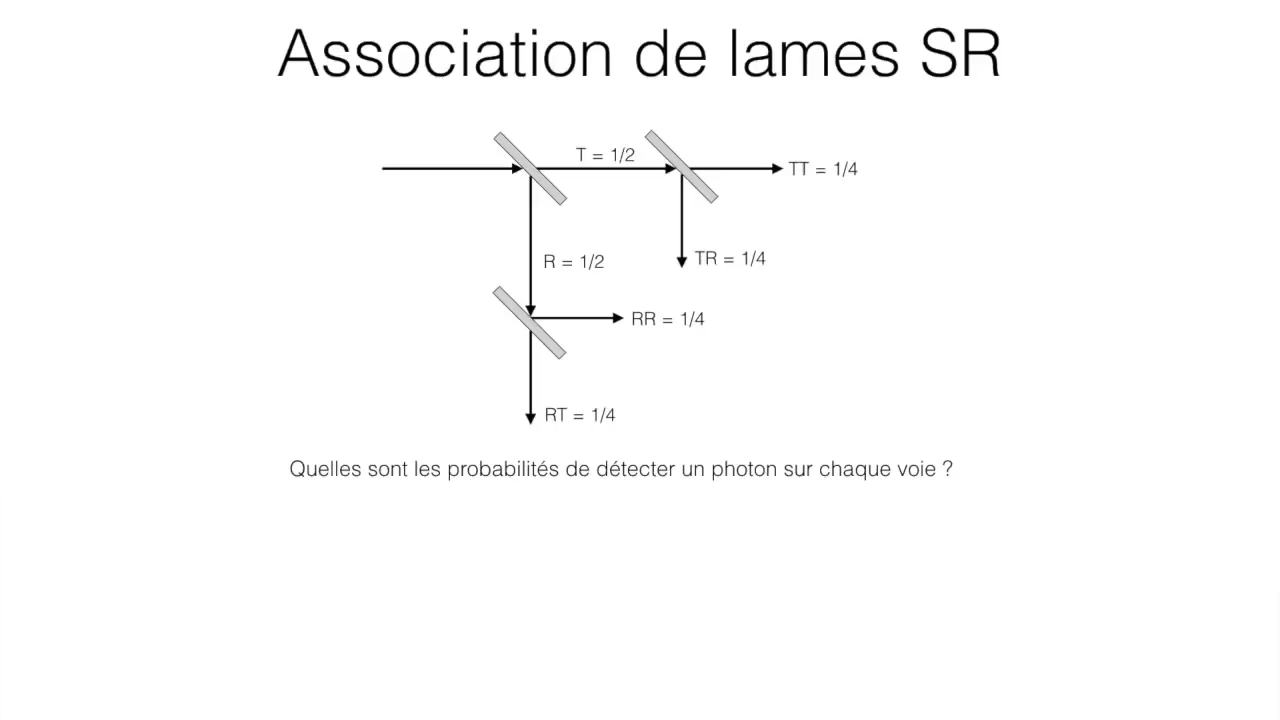 Association de lames SR
T = 1/2
TT = 1/4
R = 1/2
TR = 1/4
RR = 1/4
RT = 1/4
Quelles sont les probabilités de détecter un photon sur chaque voie ?